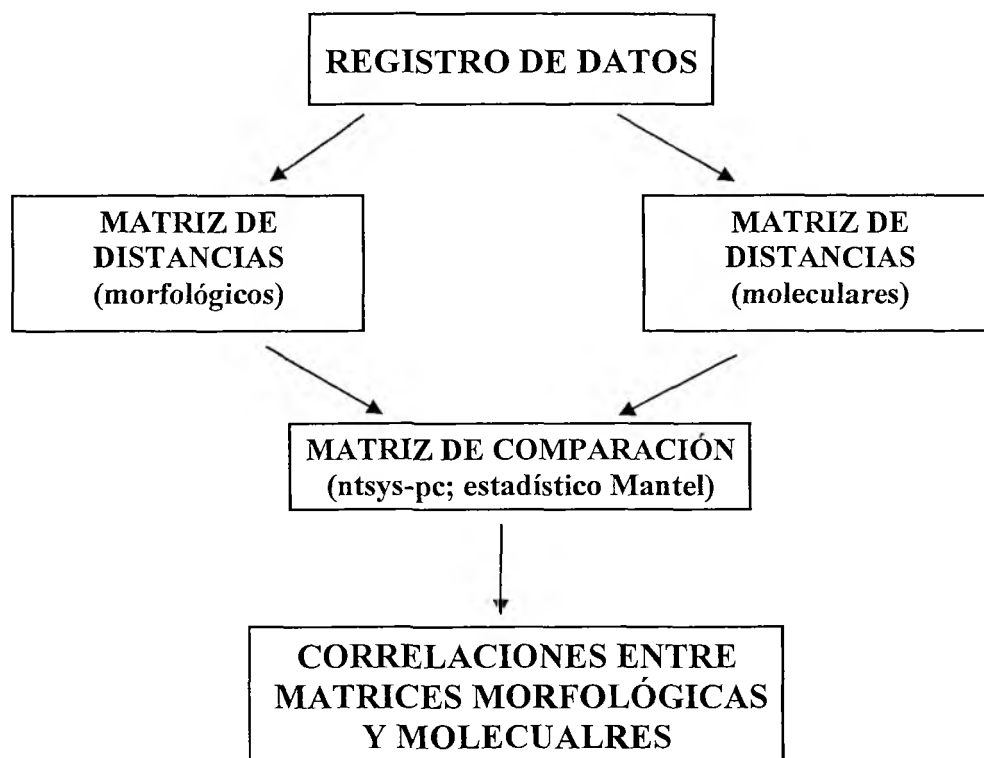 REGISTRO DE DATOS
MATRIZ DE
DISTANCIAS
(morfológicos)
MATRIZ DE
DISTANCIAS
(moleculares)
MATRIZ DE COMPARACIÓN
(ntsys-pc; estadístico Mantel)
CORRELACIONES ENTRE
MATRICES MORFOLÓGICAS
Y MOLECUALRES